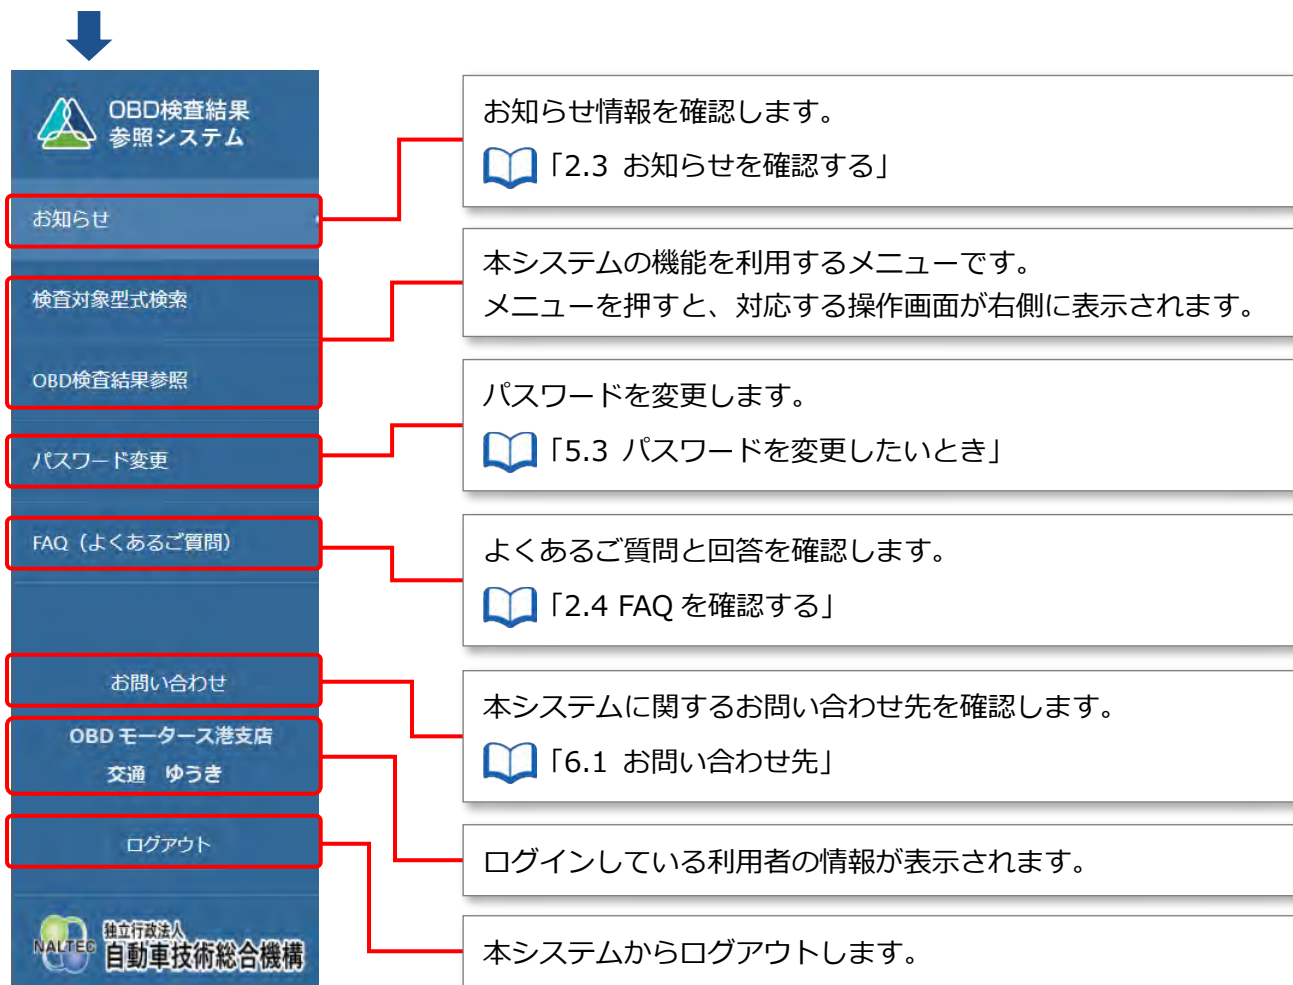 OBD検査結果
参照システム
お知らせ
検査対象型式検索
OBD検査結果参照
パスワード変更
FAQ（よくあるご質問）
お問い合わせ
OBD モータース港支店
交通　ゆうき
ログアウト
NALTEC
独立行政法人
自動車技術総合機構
お知らせ情報を確認します。
「2.3 お知らせを確認する」
本システムの機能を利用するメニューです。
メニューを押すと、対応する操作画面が右側に表示されます。
パスワードを変更します。
「5.3 パスワードを変更したいとき」
よくあるご質問と回答を確認します。
「2.4 FAQ を確認する」
本システムに関するお問い合わせ先を確認します。
「6.1 お問い合わせ先」
ログインしている利用者の情報が表示されます。
本システムからログアウトします。